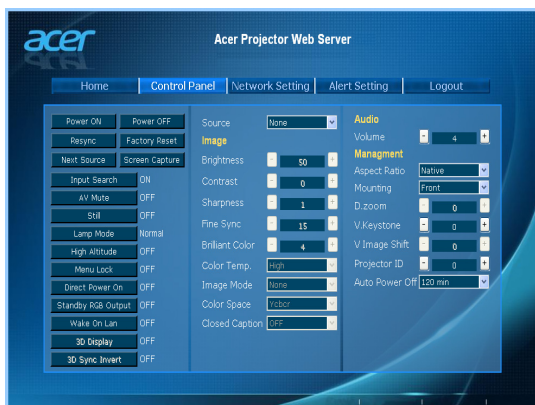 acer
Acer Projector Web Server
Home Control Panel Network Setting Alert Setting Logout
Power ON Power OFF
Resync Factory Reset
Next Source Screen Capture
Input Search ON
AV Mute OFF
Still OFF
Lamp Mode Normal
High Altitude OFF
Menu Lock OFF
Direct Power On OFF
Standby RGB Output OFF
Wake On Lan OFF
3D Display OFF
3D Sync Invert OFF
Source None
Image
Brightness - 50 +
Contrast - 0 +
Sharpness - 1 +
Fine Sync - 15 +
Brilliant Color - 4 +
Color Temp. High
Image Mode None
Color Space Ycbcr
Closed Caption OFF
Audio
Volume - 4 +
Managment
Aspect Ratio Native
Mounting Front
D.zoom - 0 +
V.Keystone - 0 +
V Image Shift - 0 +
Projector ID - 0 +
Auto Power Off 120 min